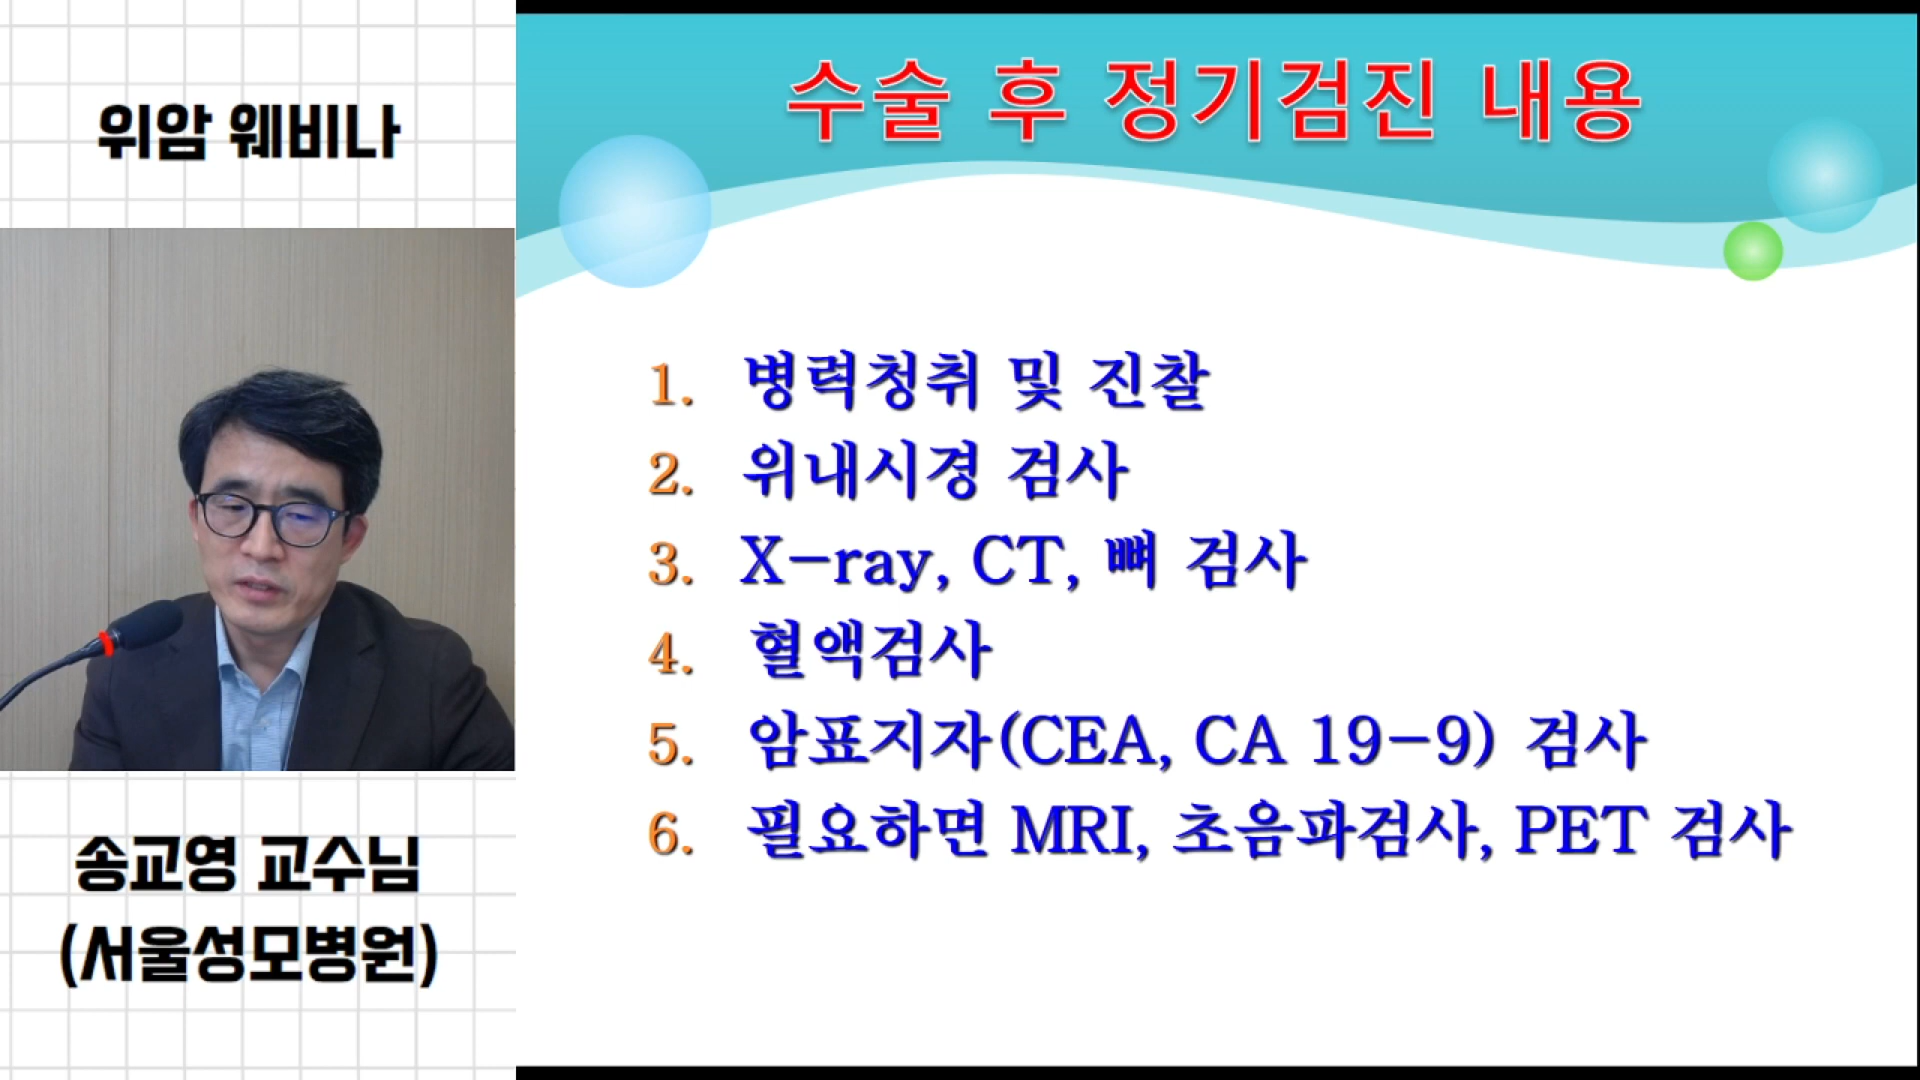 위암 웨비나
송교영 교수님
(서울성모병원)
수술 후 정기검진 내용
1. 병력청취 및 진찰
2. 위내시경 검사
3. X-ray, CT, 뼈 검사
4. 혈액검사
5. 암표지자(CEA, CA 19-9) 검사
6. 필요하면 MRI, 초음파검사, PET 검사